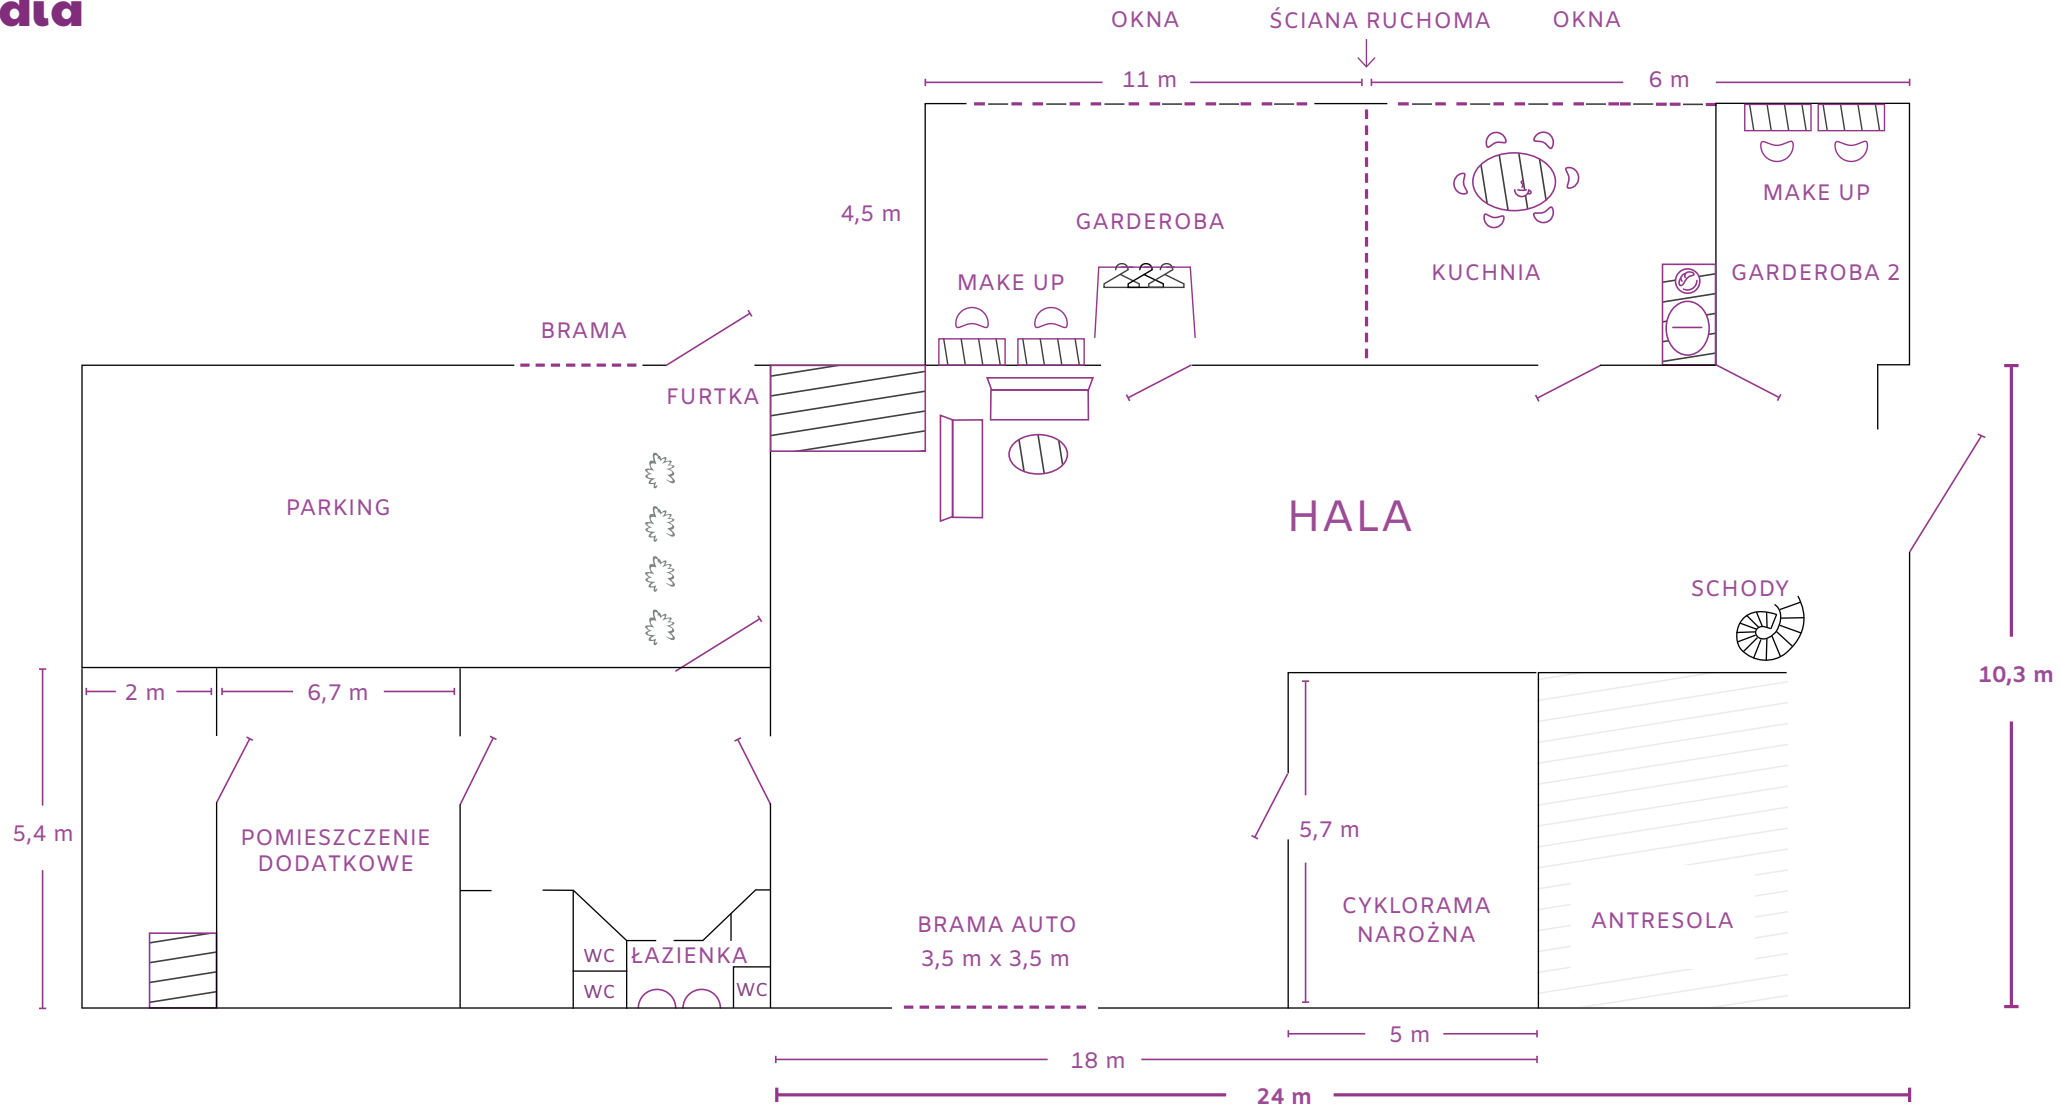 dla
OKNA
ŚCIANA RUCHOMA
OKNA
11 m
6 m
4,5 m
GARDEROBA
MAKE UP
KUCHNIA
MAKE UP
GARDEROBA 2
BRAMA
FURTKA
PARKING
HALA
SCHODY
10,3 m
2 m
6,7 m
5,4 m
POMIESZCZENIE
DODATKOWE
5,7 m
CYKLORAMA
NAROŻNA
ANTRESOLA
BRAMA AUTO
3,5 m x 3,5 m
WC
ŁAZIENKA
WC
WC
5 m
18 m
24 m